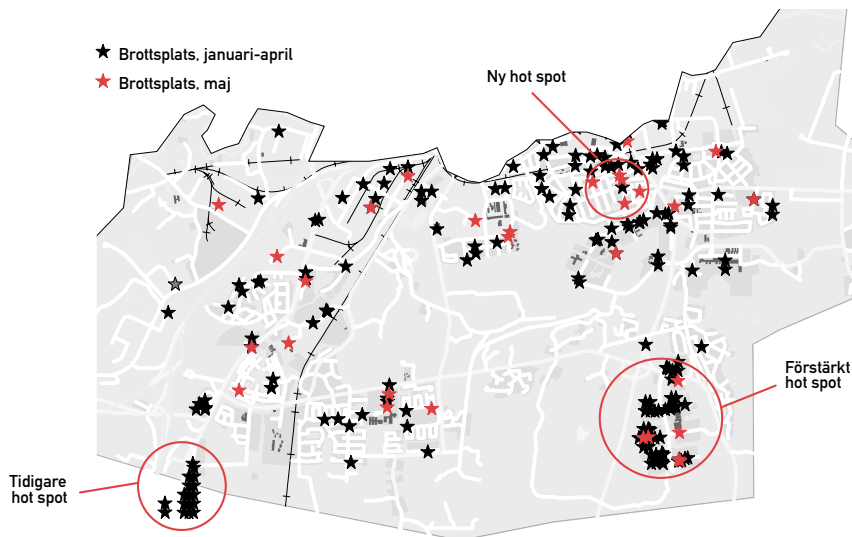 Brottsplats, januari-april
Brottsplats, maj
Ny hot spot
Förstärkt
hot spot
Tidigare
hot spot